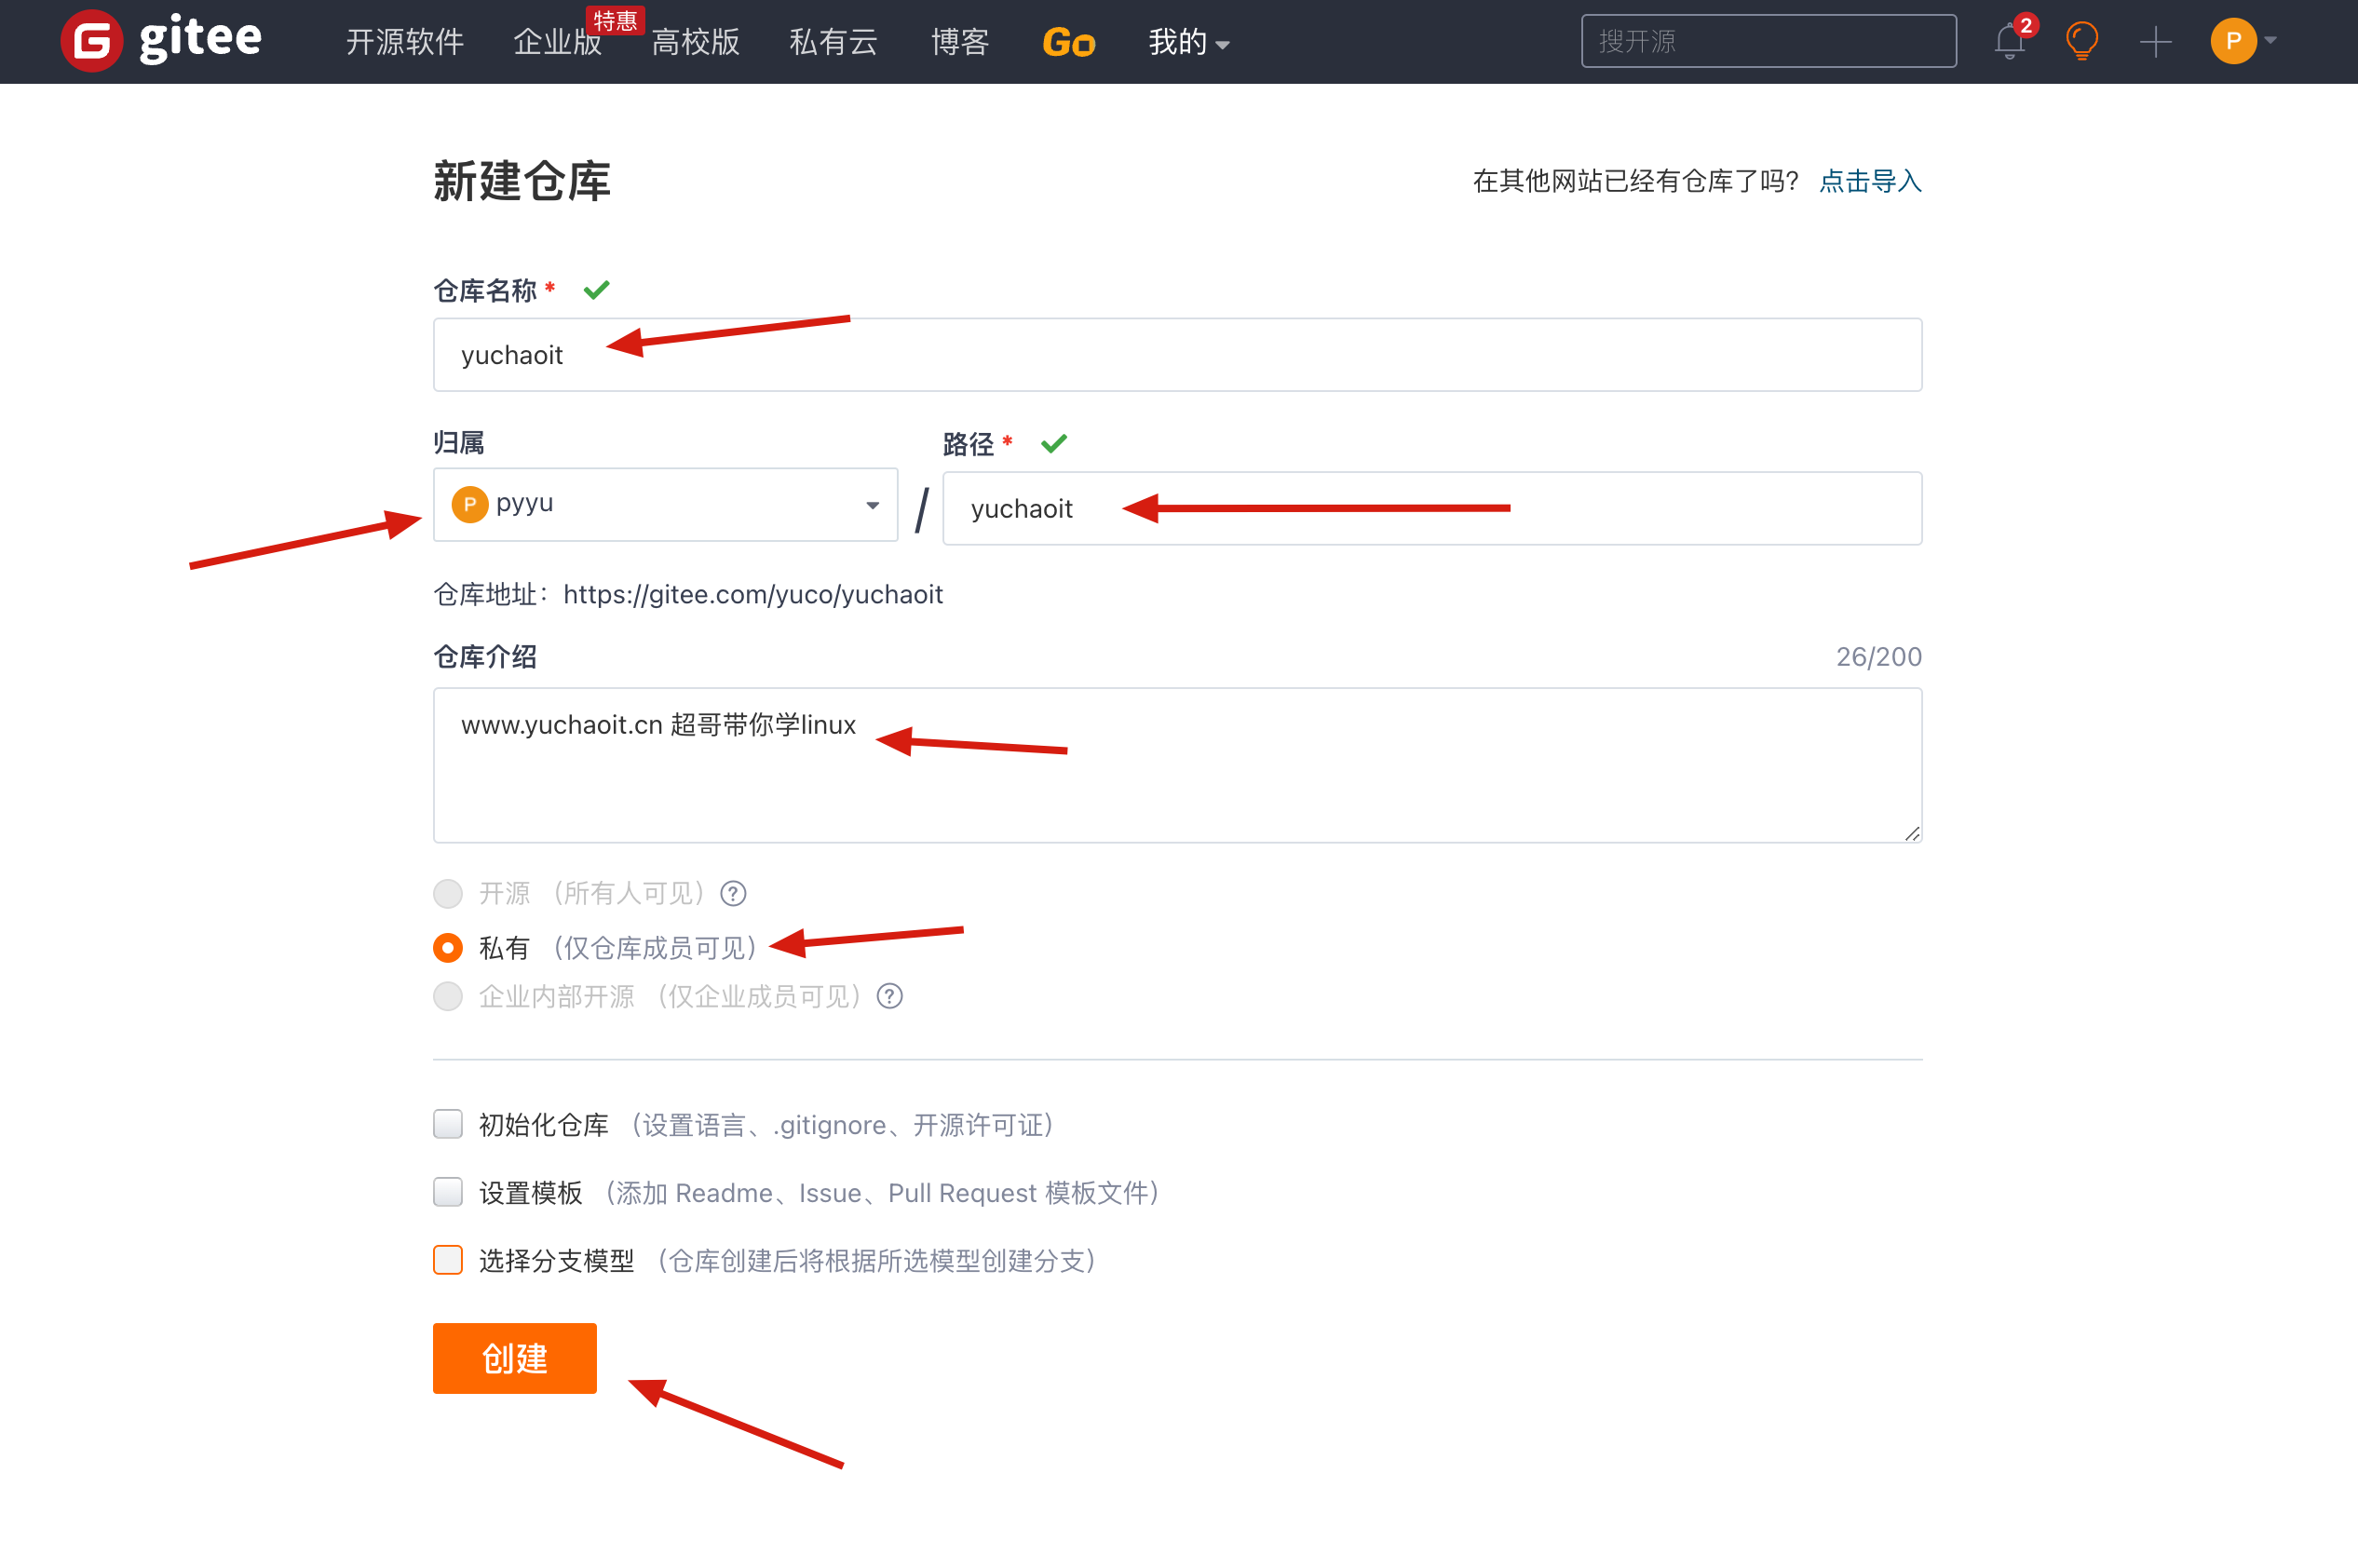 gitee 开源软件 企业版 特惠 高校版 私有云 博客 Go 我的 搜开源 2 P
新建仓库 在其他网站已经有仓库了吗? 点击导入
仓库名称 *
yuchaoit
归属 路径 *
P pyyu / yuchaoit
仓库地址：https://gitee.com/yuco/yuchaoit
仓库介绍 26/200
www.yuchaoit.cn 超哥带你学linux
开源 （所有人可见） ?
私有 （仅仓库成员可见）
企业内部开源 （仅企业成员可见） ?
初始化仓库 （设置语言、.gitignore、开源许可证）
设置模板 （添加 Readme、Issue、Pull Request 模板文件）
选择分支模型 （仓库创建后将根据所选模型创建分支）
创建